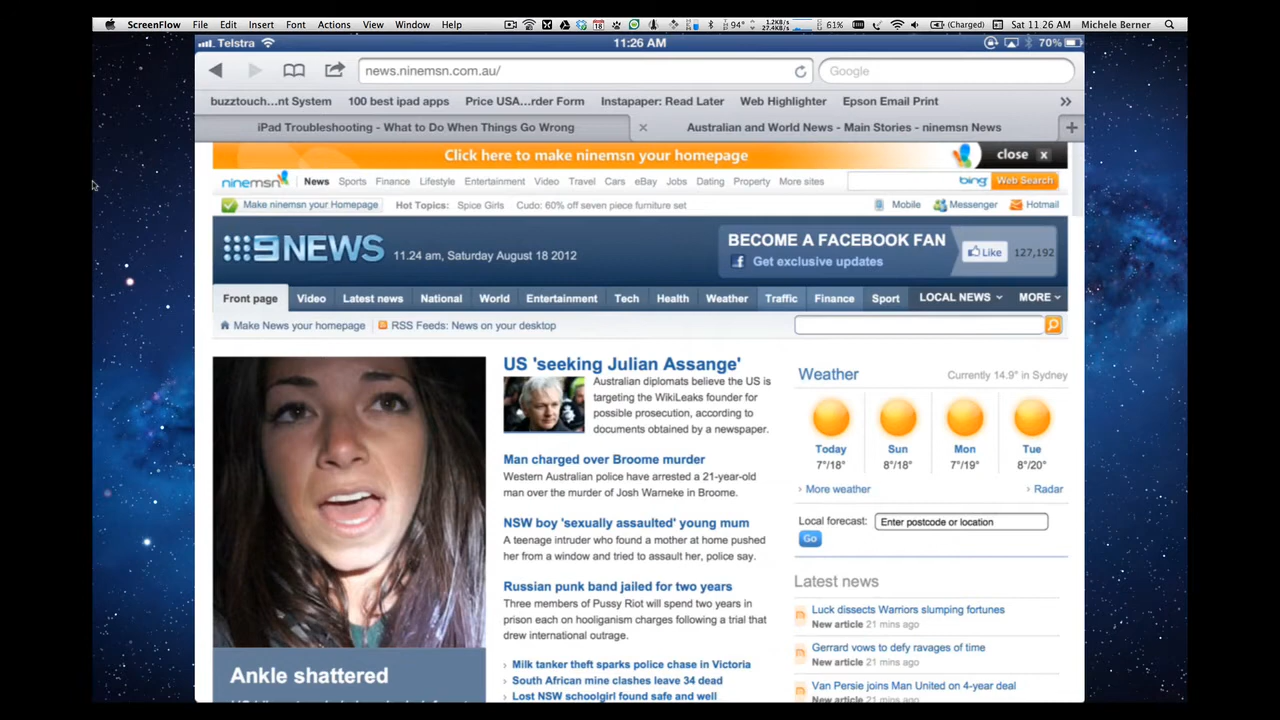 ScreenFlow File Edit Insert Font Actions View Window Help 94° 1.2KB/s 27.4KB/s 61% (Charged) Sat 11:26 AM Michele Berner
Telstra 11:26 AM 70%
news.ninemsn.com.au/ Google
buzztouch...nt System 100 best ipad apps Price USA...rder Form Instapaper: Read Later Web Highlighter Epson Email Print »
iPad Troubleshooting - What to Do When Things Go Wrong Australian and World News - Main Stories - ninemsn News +
Click here to make ninemsn your homepage close x
ninemsn News Sports Finance Lifestyle Entertainment Video Travel Cars eBay Jobs Dating Property More sites bing Web Search
Make ninemsn your Homepage Hot Topics: Spice Girls Cudo: 60% off seven piece furniture set Mobile Messenger Hotmail
9NEWS 11.24 am, Saturday August 18 2012
BECOME A FACEBOOK FAN
Get exclusive updates
Like 127,192
Front page Video Latest news National World Entertainment Tech Health Weather Traffic Finance Sport LOCAL NEWS MORE
Make News your homepage RSS Feeds: News on your desktop
Ankle shattered
US 'seeking Julian Assange'
Australian diplomats believe the US is
targeting the WikiLeaks founder for
possible prosecution, according to
documents obtained by a newspaper.
Man charged over Broome murder
Western Australian police have arrested a 21-year-old
man over the murder of Josh Warneke in Broome.
NSW boy 'sexually assaulted' young mum
A teenage intruder who found a mother at home pushed
her from a window and tried to assault her, police say.
Russian punk band jailed for two years
Three members of Pussy Riot will spend two years in
prison each on hooliganism charges following a trial that
drew international outrage.
› Milk tanker theft sparks police chase in Victoria
› South African mine clashes leave 34 dead
› Lost NSW schoolgirl found safe and well
Weather Currently 14.9° in Sydney
Today Sun Mon Tue
7°/18° 8°/18° 7°/19° 8°/20°
› More weather › Radar
Local forecast: Enter postcode or location
Go
Latest news
Luck dissects Warriors slumping fortunes
New article 21 mins ago
Gerrard vows to defy ravages of time
New article 21 mins ago
Van Persie joins Man United on 4-year deal
New article 21 mins ago